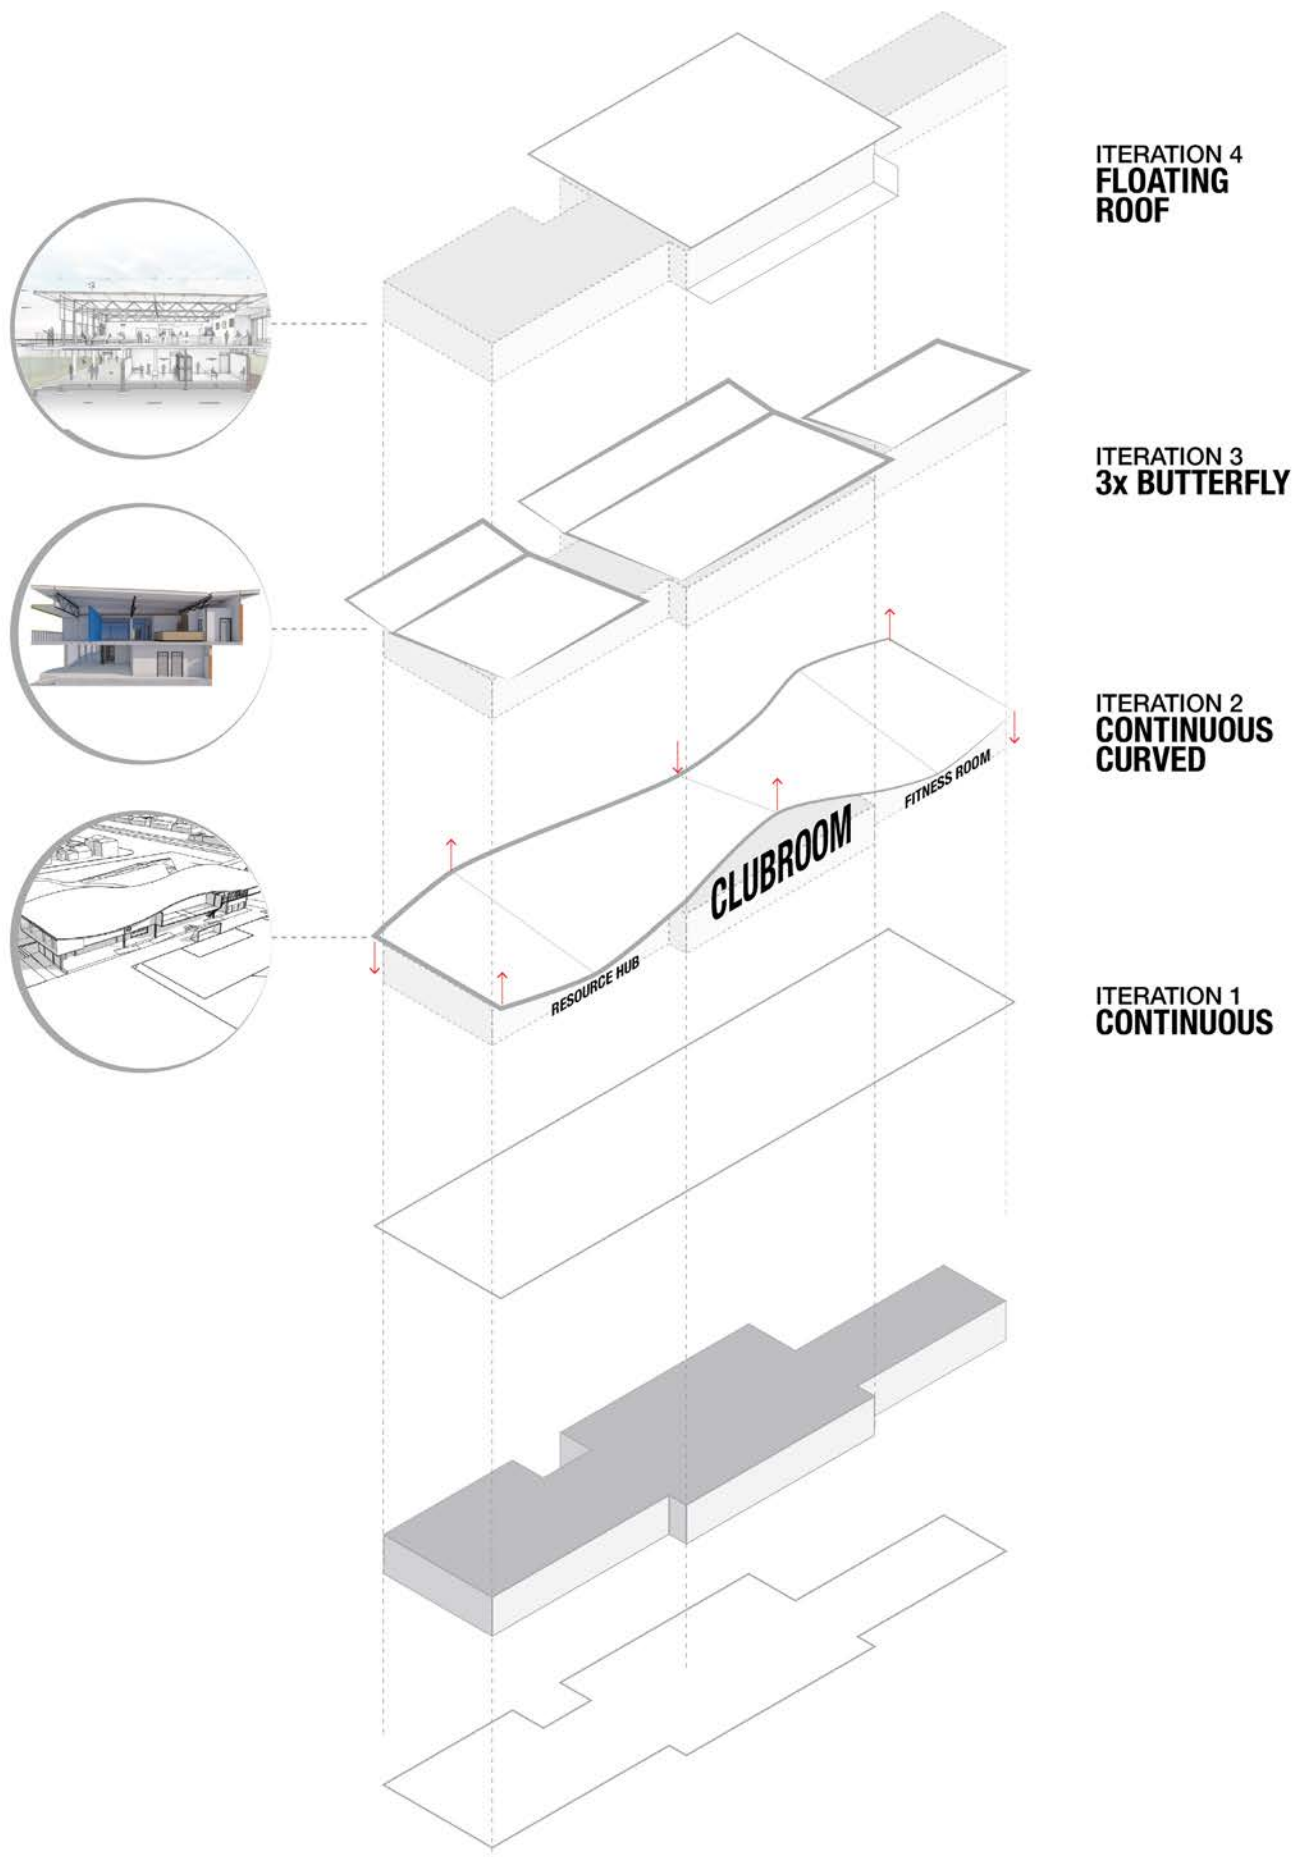 ITERATION 4
FLOATING
ROOF
ITERATION 3
3x BUTTERFLY
ITERATION 2
CONTINUOUS
CURVED
FITNESS ROOM
CLUBROOM
RESOURCE HUB
ITERATION 1
CONTINUOUS